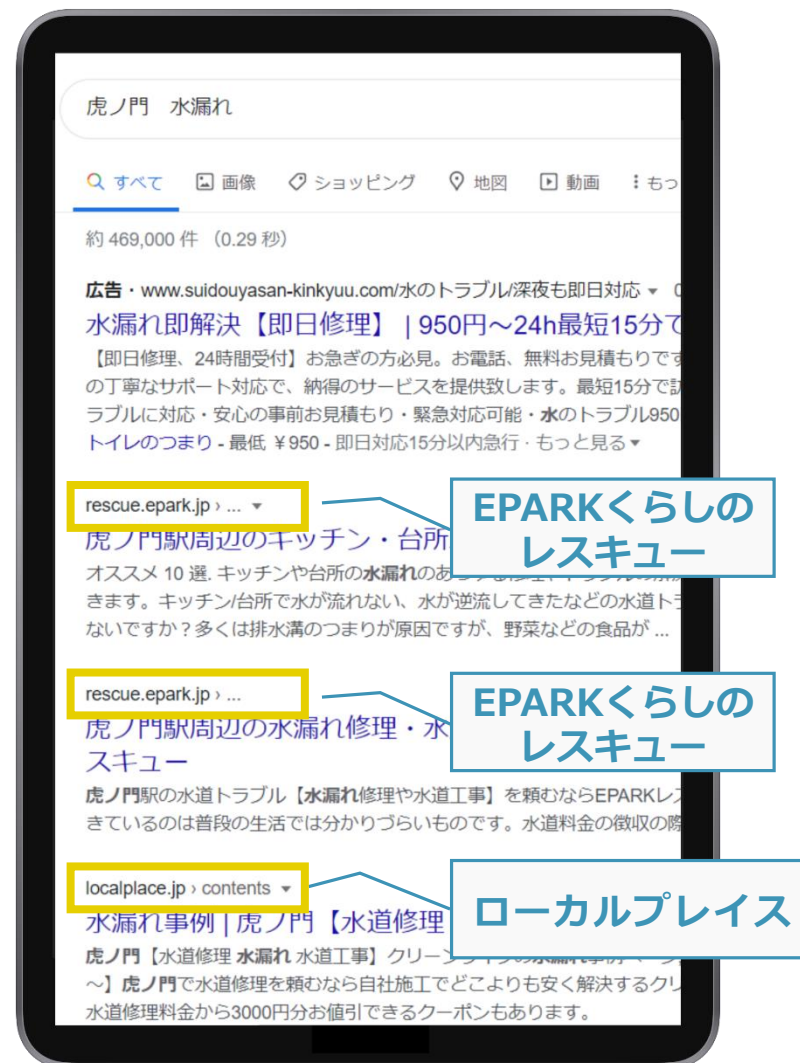 虎ノ門　水漏れ
すべて 画像 ショッピング 地図 動画 もっ
約 469,000 件 （0.29 秒）
広告・www.suidouyasan-kinkyuu.com/水のトラブル/深夜も即日対応
水漏れ即解決【即日修理】 | 950円～24h最短15分で
【即日修理、24時間受付】お急ぎの方必見。お電話、無料お見積もりです
の丁寧なサポート対応で、納得のサービスを提供致します。最短15分で
ラブルに対応・安心の事前お見積もり・緊急対応可能・水のトラブル950
トイレのつまり - 最低 ￥950 - 即日対応15分以内急行・もっと見る▼
rescue.epark.jp › ...
EPARKくらしの
レスキュー
虎ノ門駅周辺のキッチン・台所
オススメ 10 選. キッチンや台所の水漏れの
きます。キッチン/台所で水が流れない、水が逆流してきたなどの水道ト
ないですか？多くは排水溝のつまりが原因ですが、野菜などの食品が ...
rescue.epark.jp › ...
EPARKくらしの
レスキュー
虎ノ門駅周辺の水漏れ修理・水
スキュー
虎ノ門駅の水道トラブル【水漏れ修理や水道工事】を頼むならEPARKレス
きているのは普段の生活では分かりづらいものです。水道料金の徴収の際
localplace.jp › contents
ローカルプレイス
水漏れ事例 | 虎ノ門【水道修理
虎ノ門【水道修理 水漏れ 水道工事】クリーン
～】虎ノ門で水道修理を頼むなら自社施工でどこよりも安く解決するクリ
水道修理料金から3000円分お値引できるクーポンもあります。